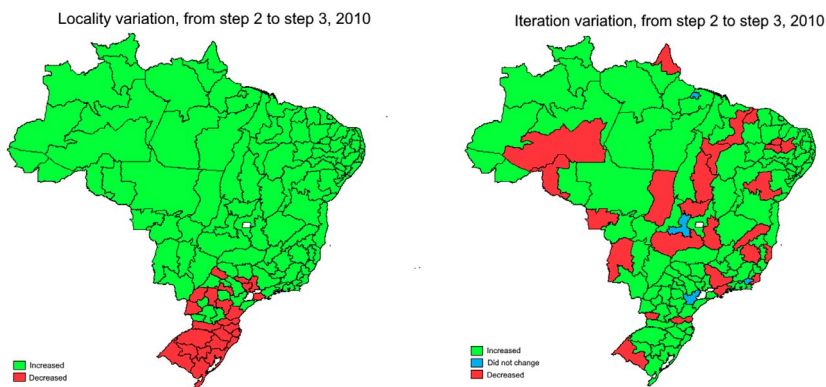 Locality variation, from step 2 to step 3, 2010
Increased
Decreased
Iteration variation, from step 2 to step 3, 2010
Increased
Did not change
Decreased